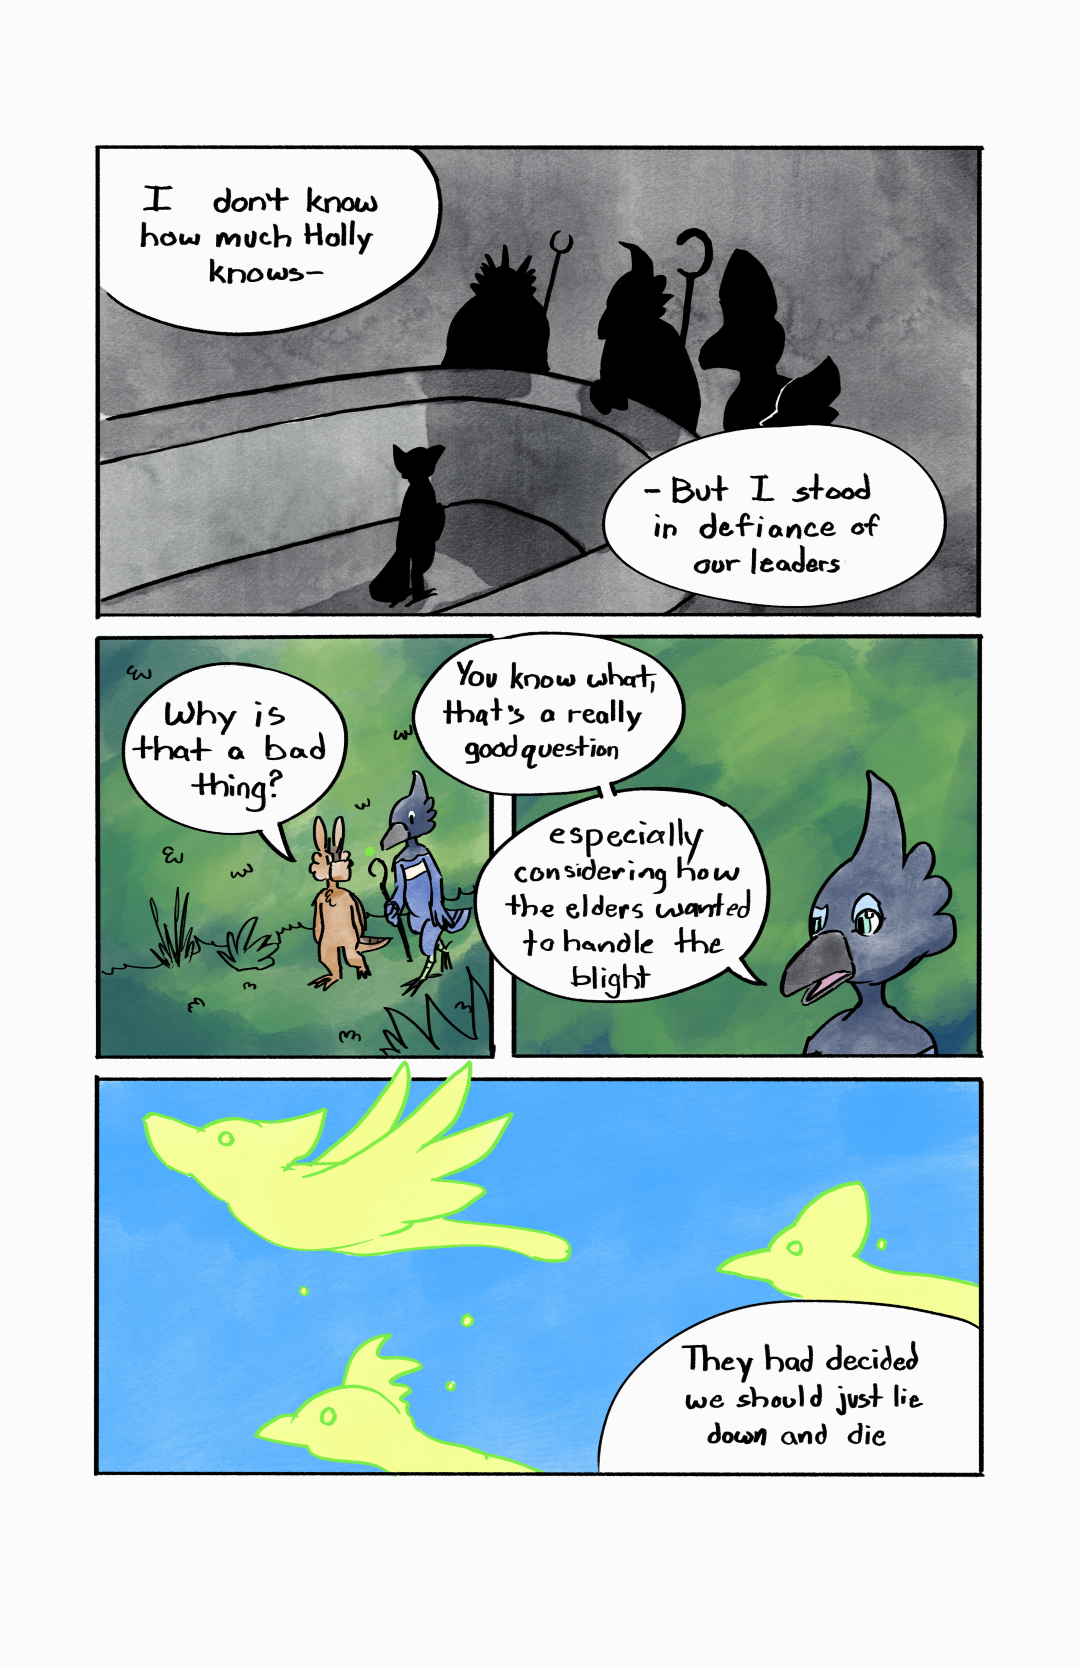 I don't know
how much Holly
knows–
– But I stood
in defiance of
our leaders
Why is
that a bad
thing?
You know what,
that's a really
good question
especially
considering how
the elders wanted
to handle the
blight
They had decided
we should just lie
down and die